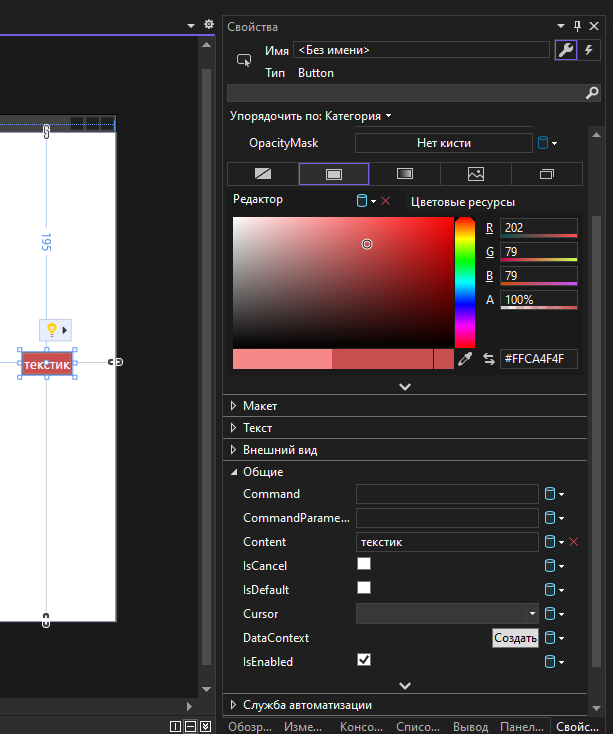 Свойства
Имя <Без имени>
Тип Button
Упорядочить по: Категория
OpacityMask Нет кисти
Редактор Цветовые ресурсы
R 202
G 79
B 79
A 100%
#FFCA4F4F
195
текстик
Макет
Текст
Внешний вид
Общие
Command
CommandParame...
Content текстик
IsCancel
IsDefault
Cursor
DataContext Создать
IsEnabled
Служба автоматизации
Обозр... Изме... Консо... Списо... Вывод Панел... Свойс...